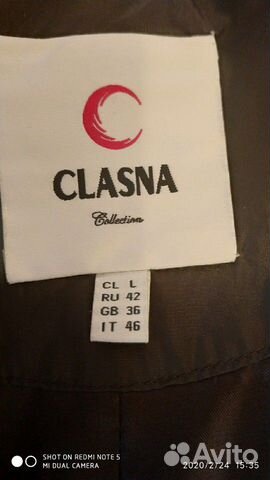 CLASNA
Collection
CL L
RU 42
GB 36
IT 46
SHOT ON REDMI NOTE 5
MI DUAL CAMERA
Avito
2020/2/24 15:35